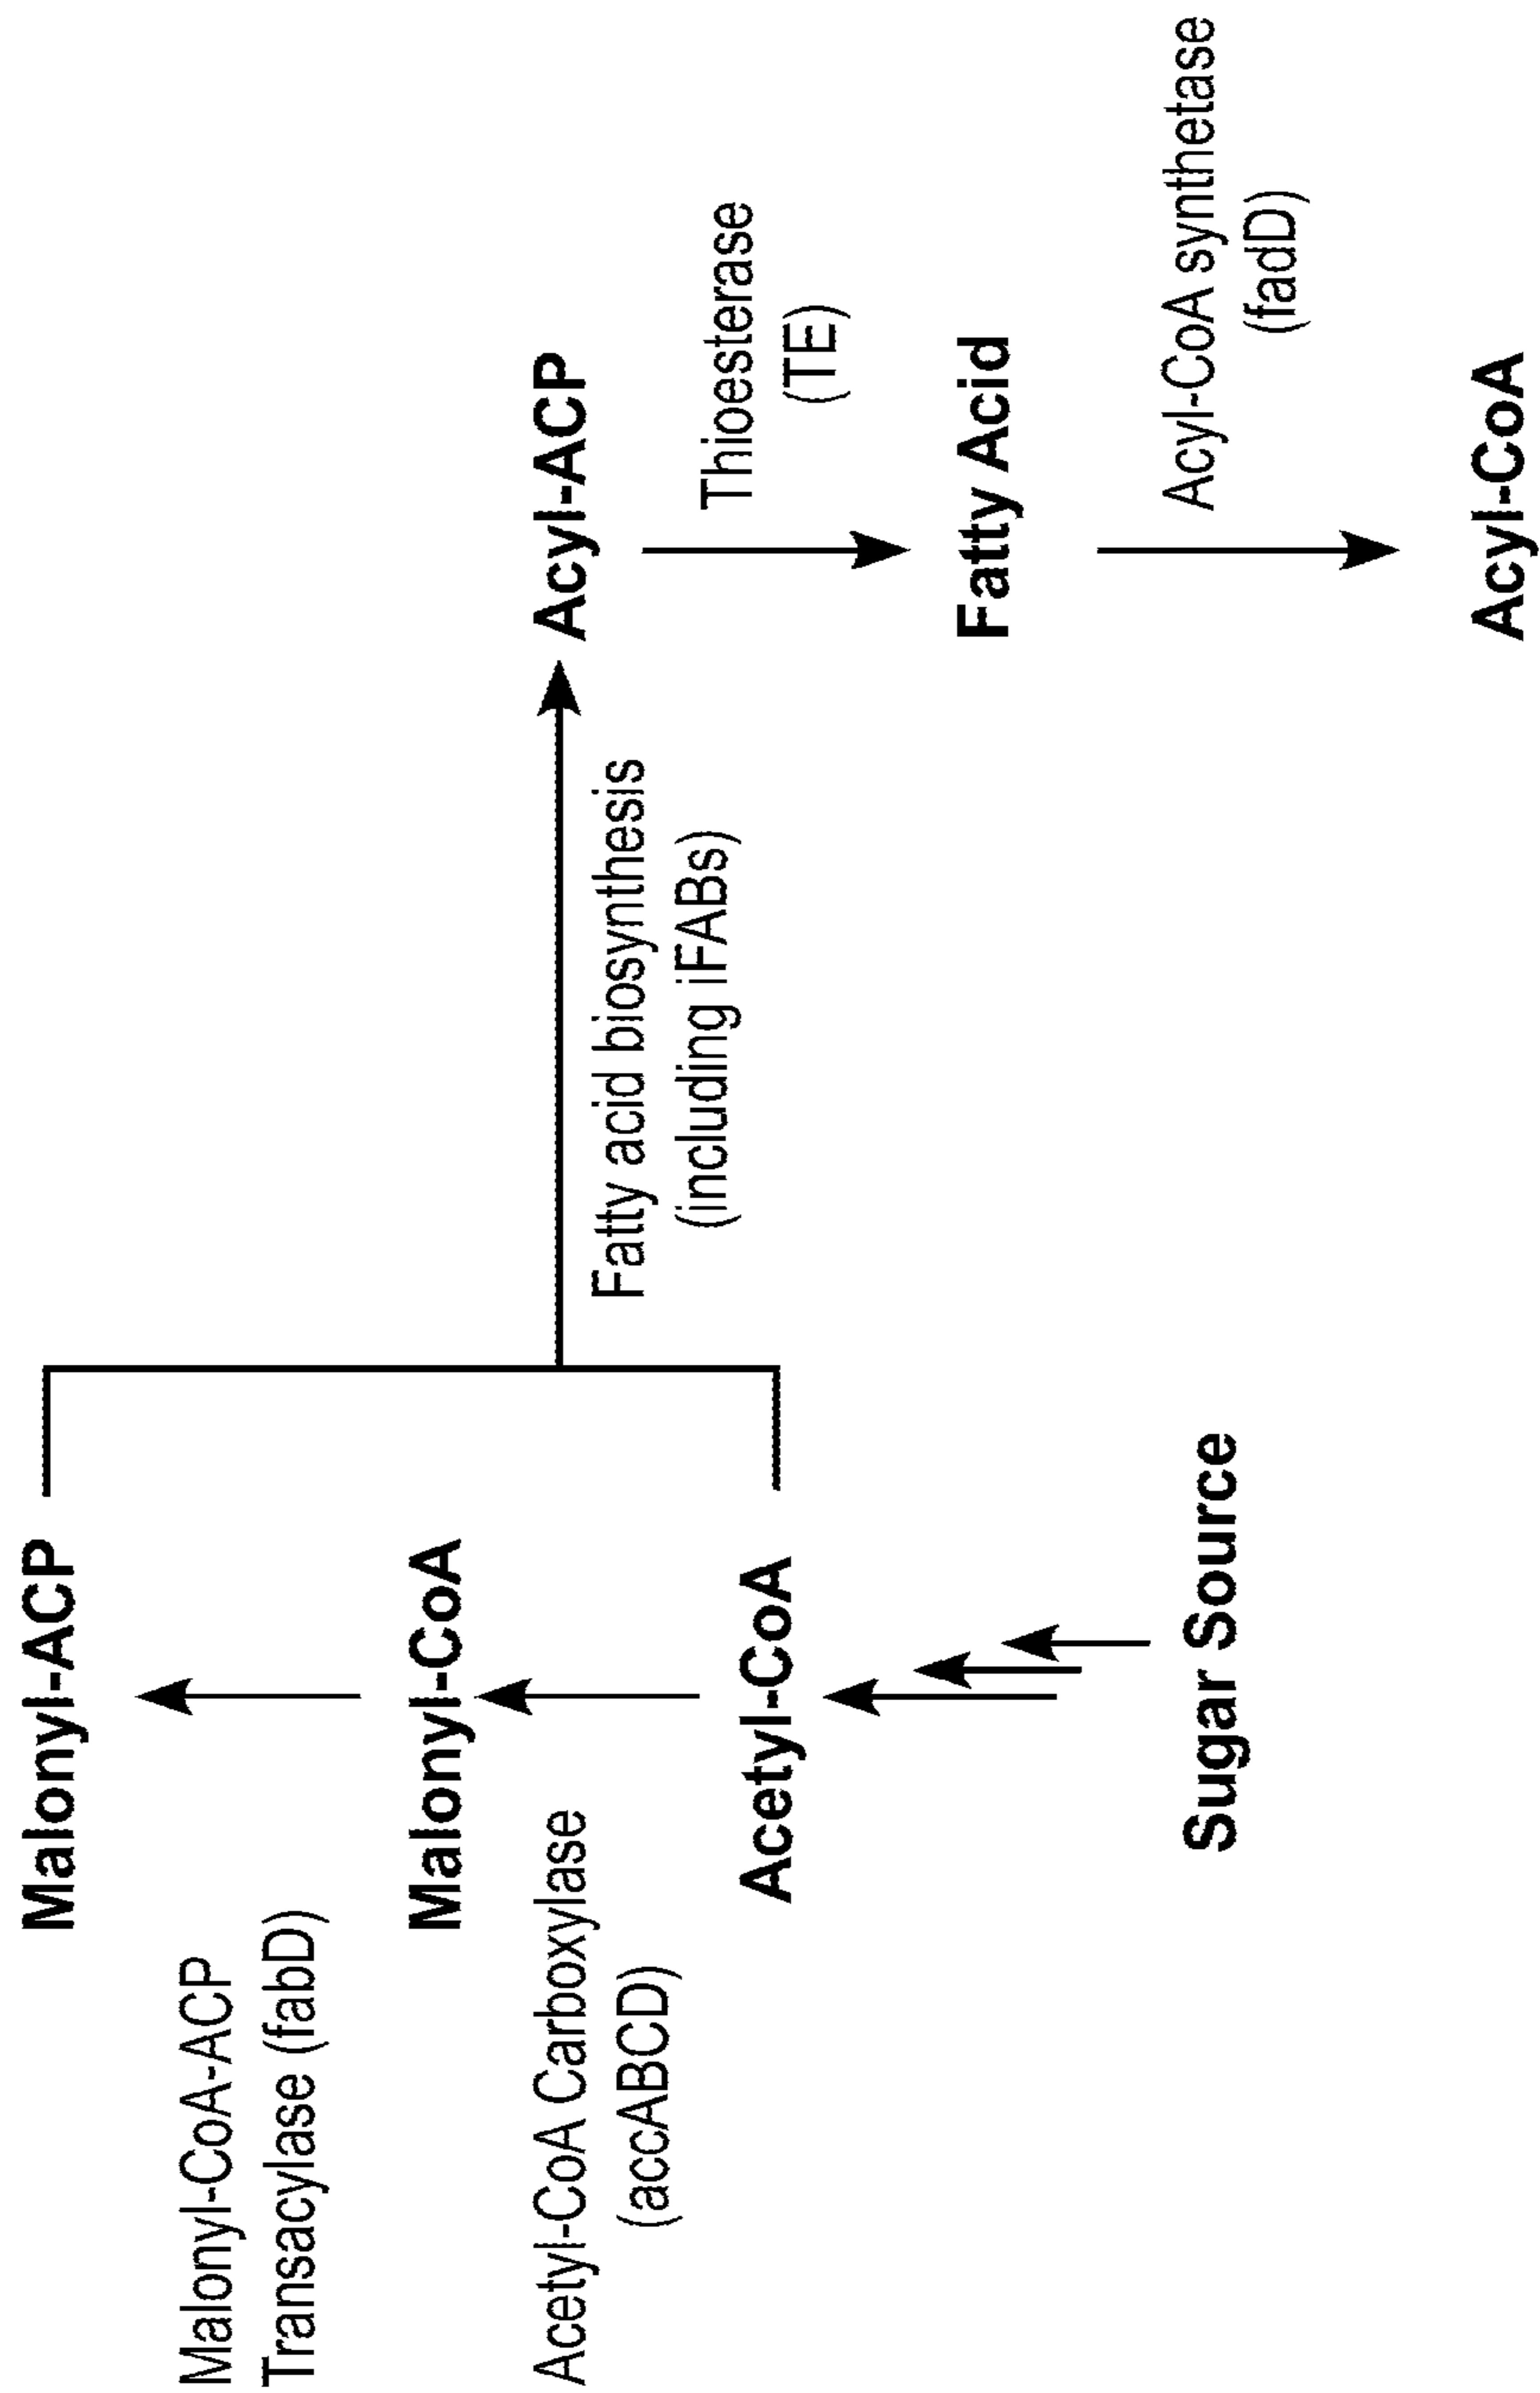 Malonyl-CoA-ACP
Transacylase (fabD)
Acetyl-CoA Carboxylase
(accABCD)
Malonyl-ACP
Malonyl-CoA
Acetyl-CoA
Sugar Source
Fatty acid biosynthesis
(including iFABs)
Acyl-ACP
Thioesterase
(TE)
Fatty Acid
Acyl-CoA synthetase
(fadD)
Acyl-CoA